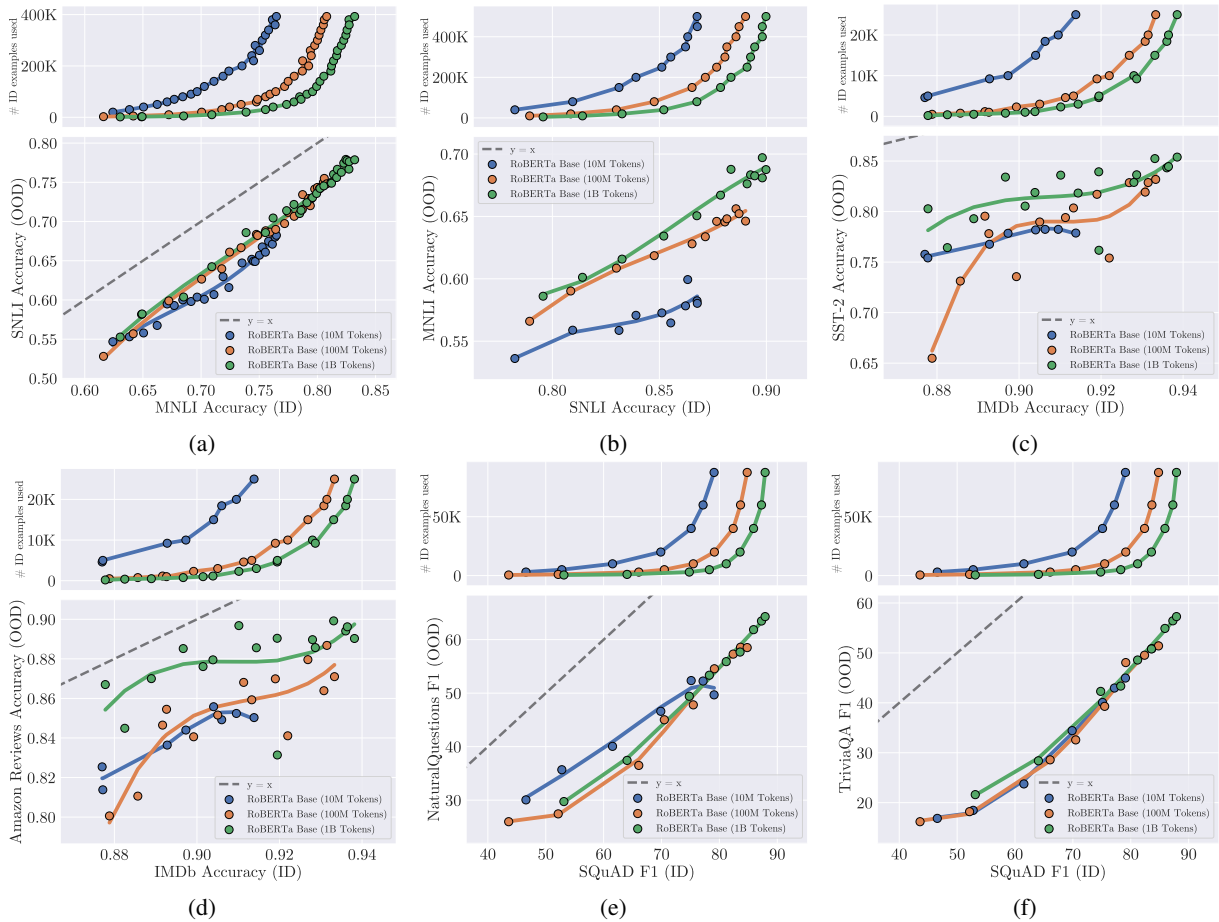 # ID examples used
400K
200K
0
SNLI Accuracy (OOD)
0.80
0.75
0.70
0.65
0.60
0.55
0.50
y = x
RoBERTa Base (10M Tokens)
RoBERTa Base (100M Tokens)
RoBERTa Base (1B Tokens)
0.60 0.65 0.70 0.75 0.80 0.85
MNLI Accuracy (ID)
(a)
# ID examples used
400K
200K
0
MNLI Accuracy (OOD)
0.70
0.65
0.60
0.55
y = x
RoBERTa Base (10M Tokens)
RoBERTa Base (100M Tokens)
RoBERTa Base (1B Tokens)
0.80 0.85 0.90
SNLI Accuracy (ID)
(b)
# ID examples used
20K
10K
0
SST-2 Accuracy (OOD)
0.85
0.80
0.75
0.70
0.65
y = x
RoBERTa Base (10M Tokens)
RoBERTa Base (100M Tokens)
RoBERTa Base (1B Tokens)
0.88 0.90 0.92 0.94
IMDb Accuracy (ID)
(c)
# ID examples used
20K
10K
0
Amazon Reviews Accuracy (OOD)
0.90
0.88
0.86
0.84
0.82
0.80
y = x
RoBERTa Base (10M Tokens)
RoBERTa Base (100M Tokens)
RoBERTa Base (1B Tokens)
0.88 0.90 0.92 0.94
IMDb Accuracy (ID)
(d)
# ID examples used
50K
0
NaturalQuestions F1 (OOD)
60
50
40
30
y = x
RoBERTa Base (10M Tokens)
RoBERTa Base (100M Tokens)
RoBERTa Base (1B Tokens)
40 50 60 70 80 90
SQuAD F1 (ID)
(e)
# ID examples used
50K
0
TriviaQA F1 (OOD)
60
50
40
30
20
y = x
RoBERTa Base (10M Tokens)
RoBERTa Base (100M Tokens)
RoBERTa Base (1B Tokens)
40 50 60 70 80 90
SQuAD F1 (ID)
(f)